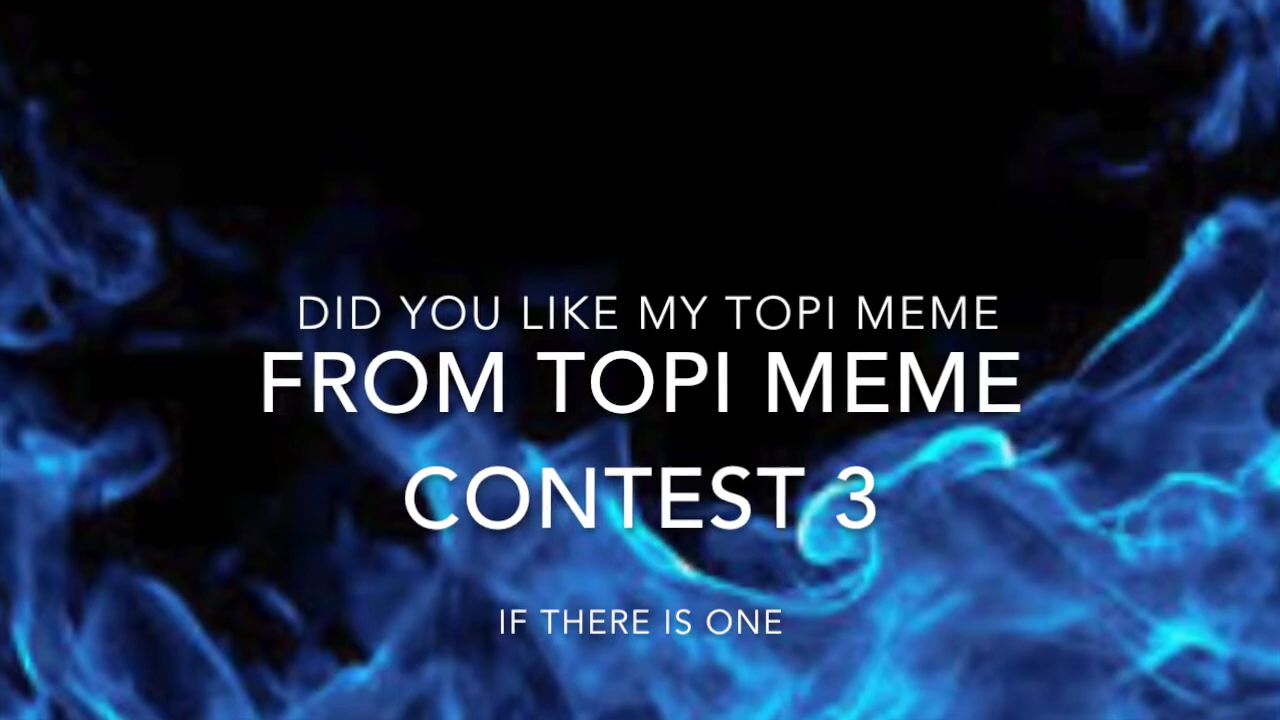 DID YOU LIKE MY TOPI MEME
FROM TOPI MEME
CONTEST 3
IF THERE IS ONE